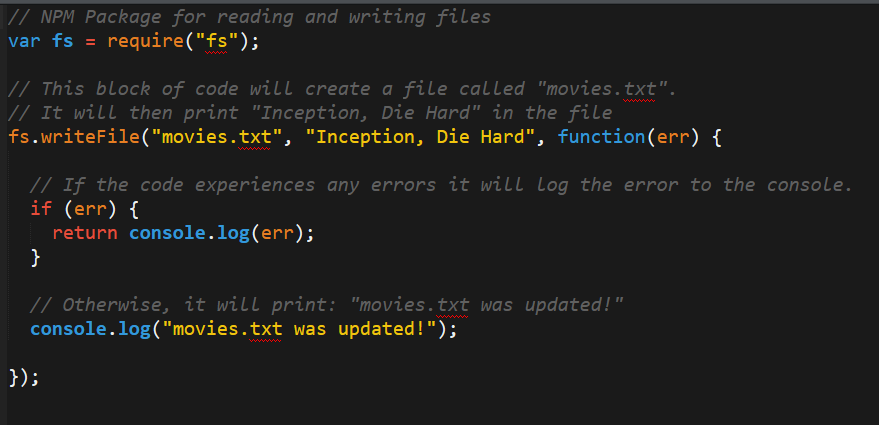 // NPM Package for reading and writing files
var fs = require("fs");
// This block of code will create a file called "movies.txt".
// It will then print "Inception, Die Hard" in the file
fs.writeFile("movies.txt", "Inception, Die Hard", function(err) {
// If the code experiences any errors it will log the error to the console.
if (err) {
return console.log(err);
}
// Otherwise, it will print: "movies.txt was updated!"
console.log("movies.txt was updated!");
});